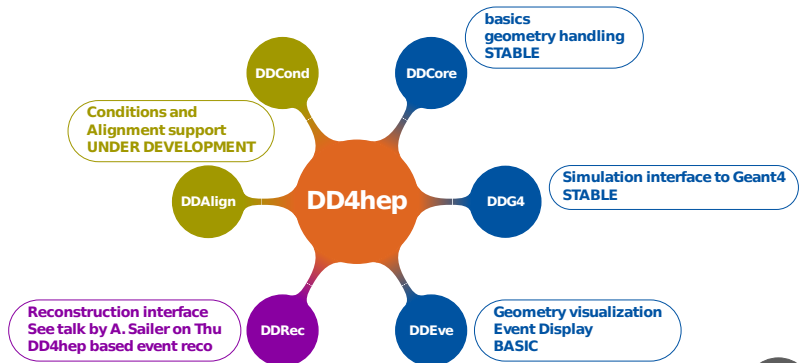 basics
geometry handling
STABLE
DDCond
DDCore
Conditions and
Alignment support
UNDER DEVELOPMENT
DDAlign
DD4hep
DDG4
Simulation interface to Geant4
STABLE
Reconstruction interface
See talk by A. Sailer on Thu
DD4hep based event reco
DDRec
DDEve
Geometry visualization
Event Display
BASIC